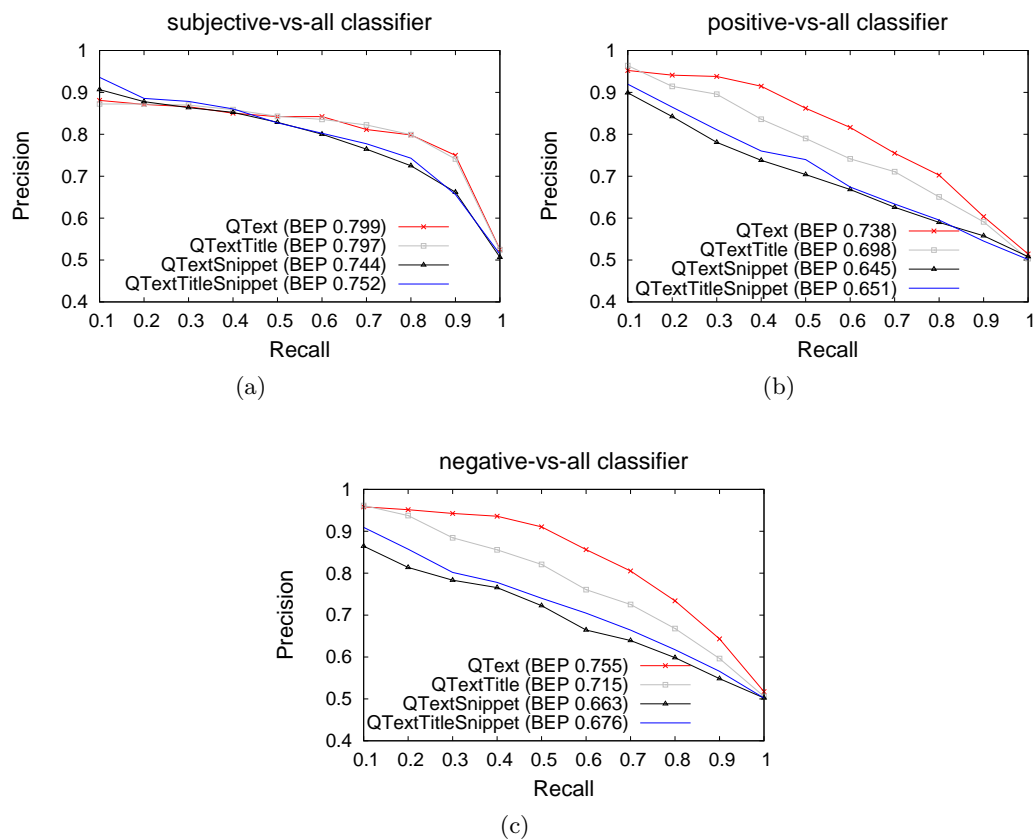 subjective-vs-all classifier
1
0.9
0.8
0.7
0.6
0.5
0.4
Precision
QText (BEP 0.799)
QTextTitle (BEP 0.797)
QTextSnippet (BEP 0.744)
QTextTitleSnippet (BEP 0.752)
0.1 0.2 0.3 0.4 0.5 0.6 0.7 0.8 0.9 1
Recall
(a)
positive-vs-all classifier
1
0.9
0.8
0.7
0.6
0.5
0.4
Precision
QText (BEP 0.738)
QTextTitle (BEP 0.698)
QTextSnippet (BEP 0.645)
QTextTitleSnippet (BEP 0.651)
0.1 0.2 0.3 0.4 0.5 0.6 0.7 0.8 0.9 1
Recall
(b)
negative-vs-all classifier
1
0.9
0.8
0.7
0.6
0.5
0.4
Precision
QText (BEP 0.755)
QTextTitle (BEP 0.715)
QTextSnippet (BEP 0.663)
QTextTitleSnippet (BEP 0.676)
0.1 0.2 0.3 0.4 0.5 0.6 0.7 0.8 0.9 1
Recall
(c)